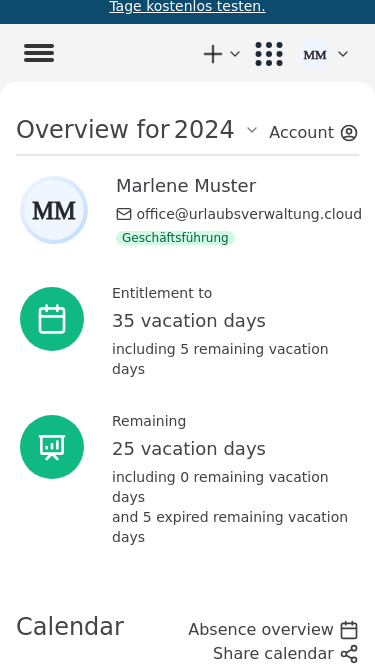 Tage kostenlos testen.
MM
Overview for 2024
Account
MM
Marlene Muster
office@urlaubsverwaltung.cloud
Geschäftsführung
Entitlement to
35 vacation days
including 5 remaining vacation
days
Remaining
25 vacation days
including 0 remaining vacation
days
and 5 expired remaining vacation
days
Calendar
Absence overview
Share calendar